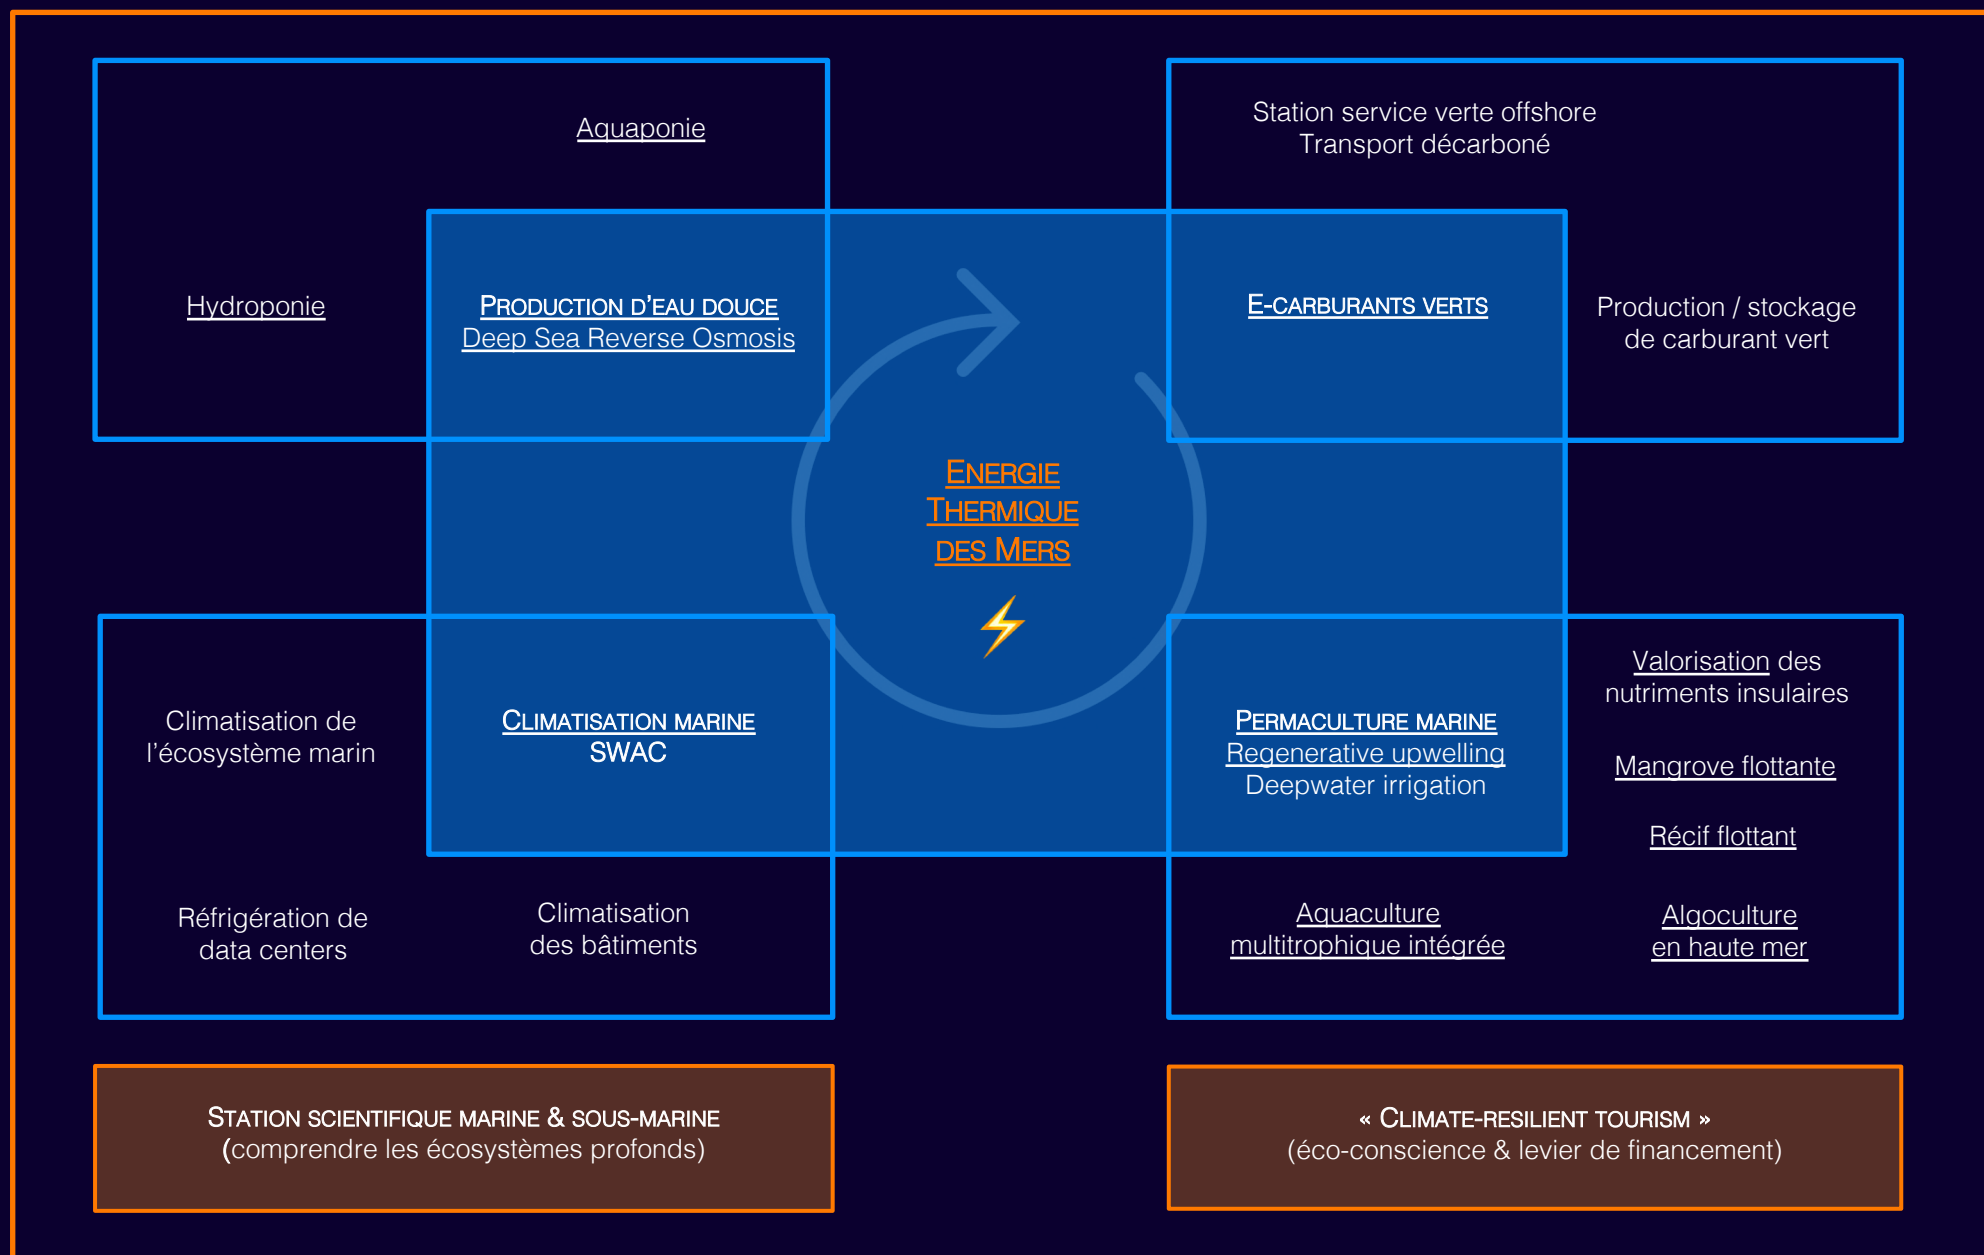 Aquaponie
Hydroponie
PRODUCTION D'EAU DOUCE
Deep Sea Reverse Osmosis
Station service verte offshore
Transport décarboné
E-CARBURANTS VERTS
Production / stockage
de carburant vert
ENERGIE
THERMIQUE
DES MERS
Climatisation de
l'écosystème marin
CLIMATISATION MARINE
SWAC
Réfrigération de
data centers
Climatisation
des bâtiments
PERMACULTURE MARINE
Regenerative upwelling
Deepwater irrigation
Valorisation des
nutriments insulaires
Mangrove flottante
Récif flottant
Aquaculture
multitrophique intégrée
Algoculture
en haute mer
STATION SCIENTIFIQUE MARINE & SOUS-MARINE
(comprendre les écosystèmes profonds)
« CLIMATE-RESILIENT TOURISM »
(éco-conscience & levier de financement)